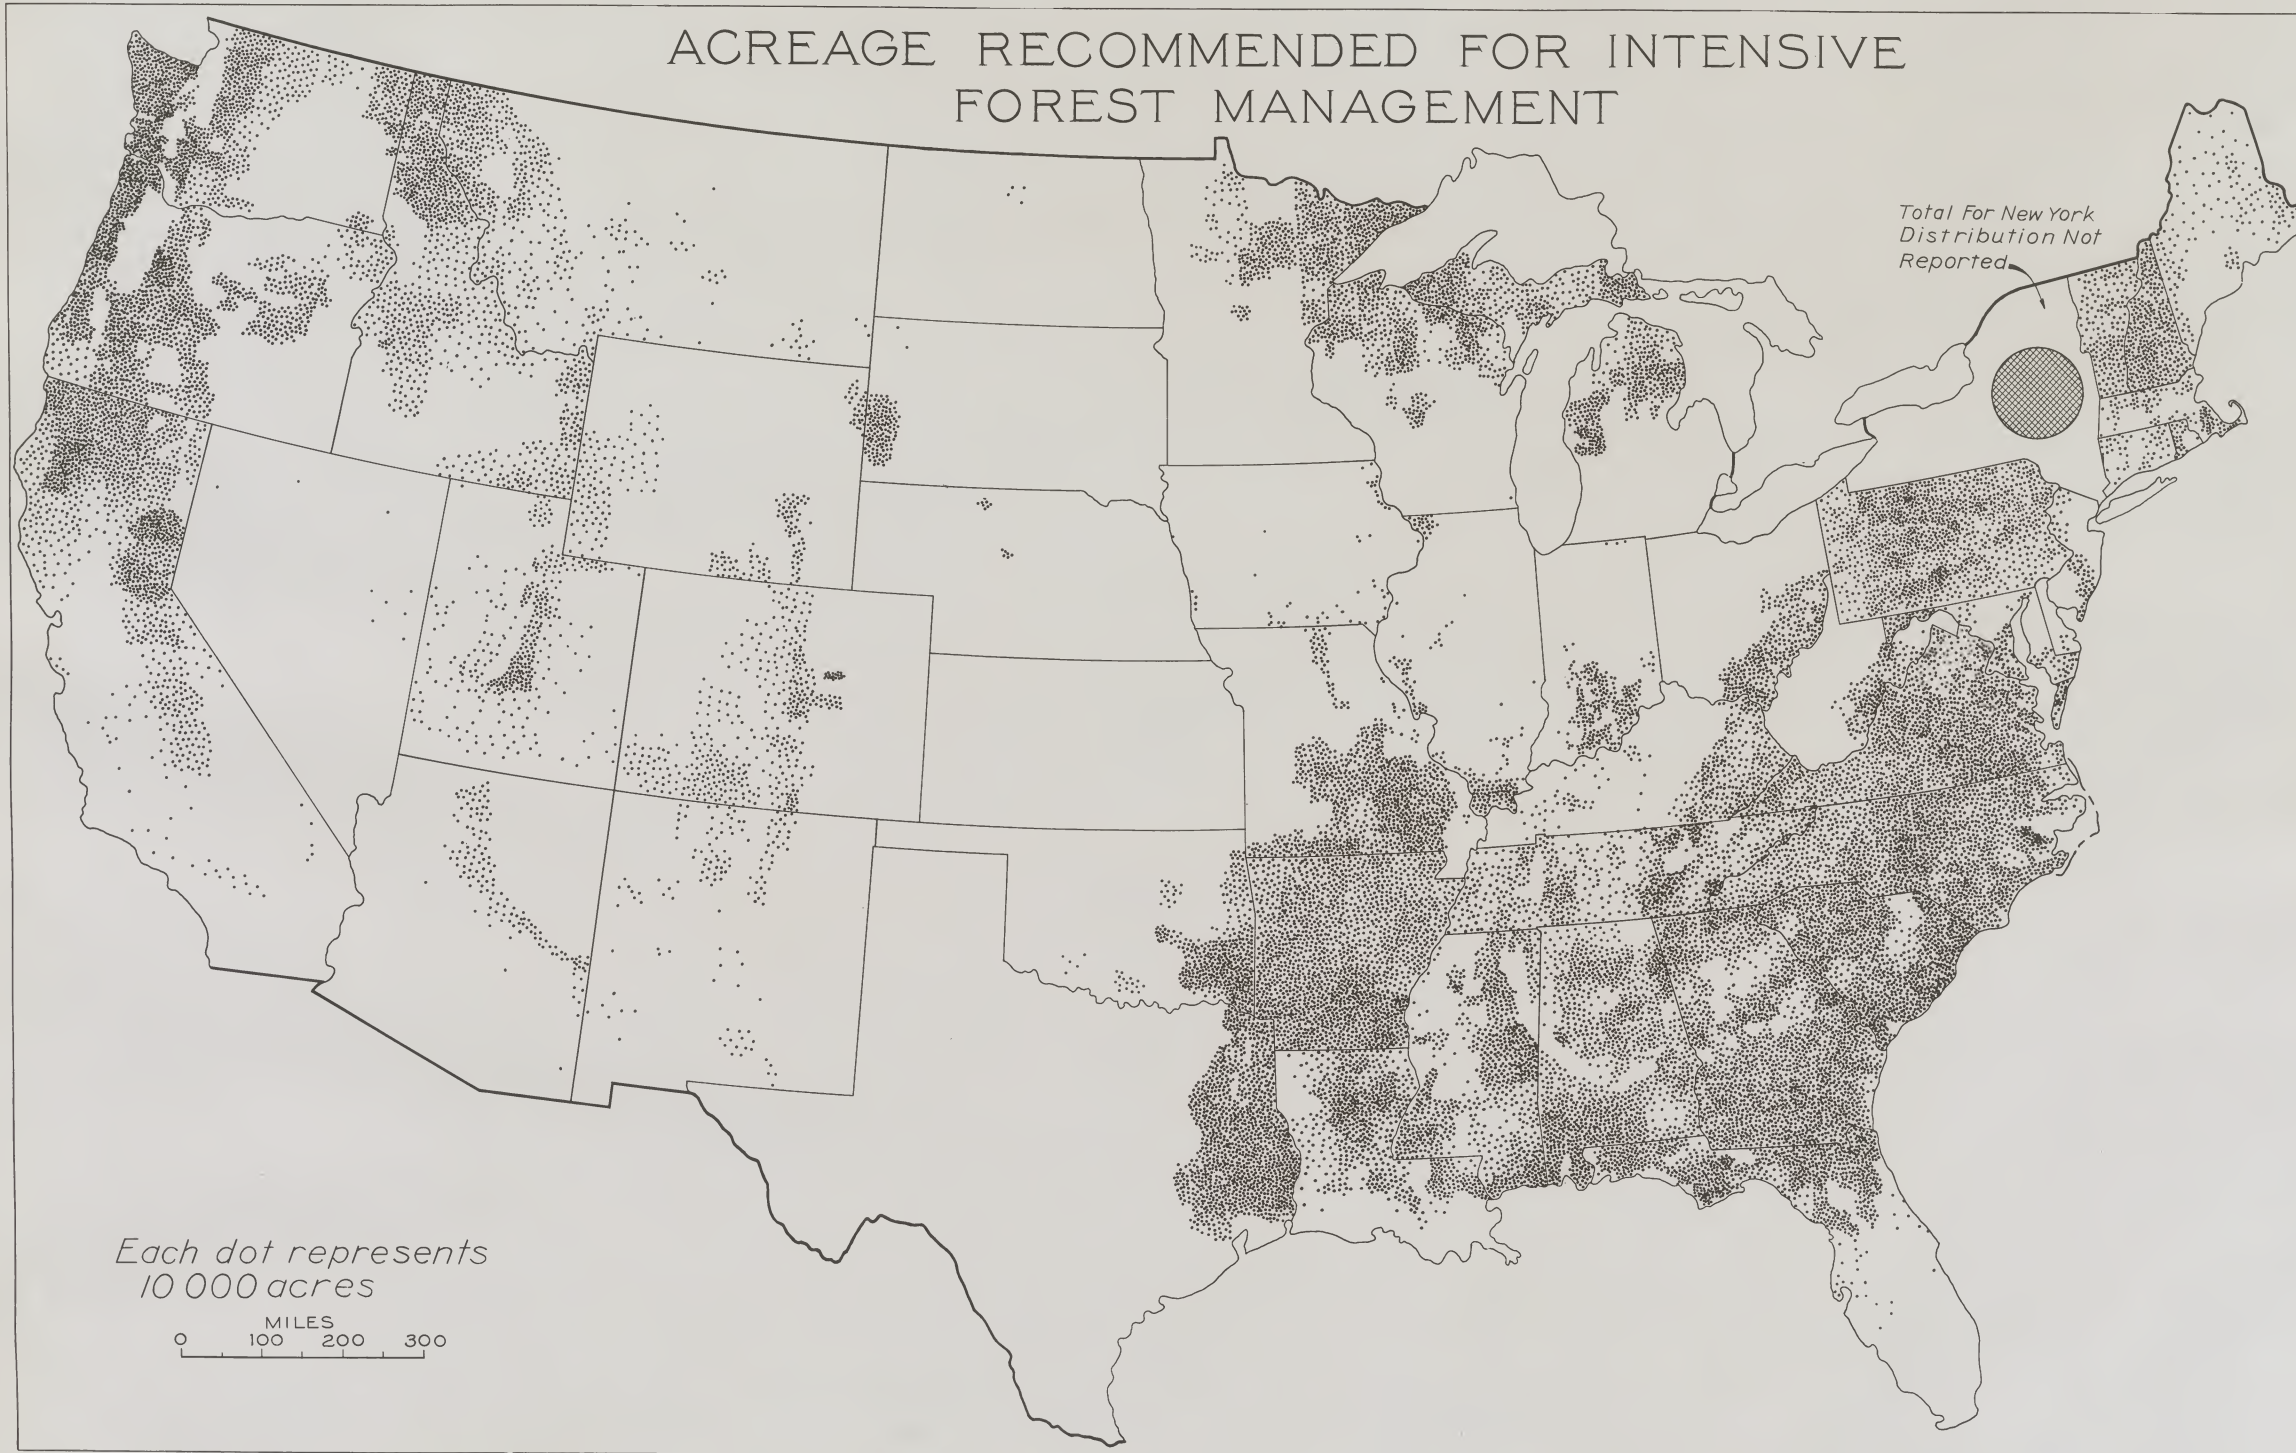 ACREAGE RECOMMENDED FOR INTENSIVE
FOREST MANAGEMENT
Total For New York
Distribution Not
Reported
Each dot represents
10 000 acres
MILES
0 100 200 300